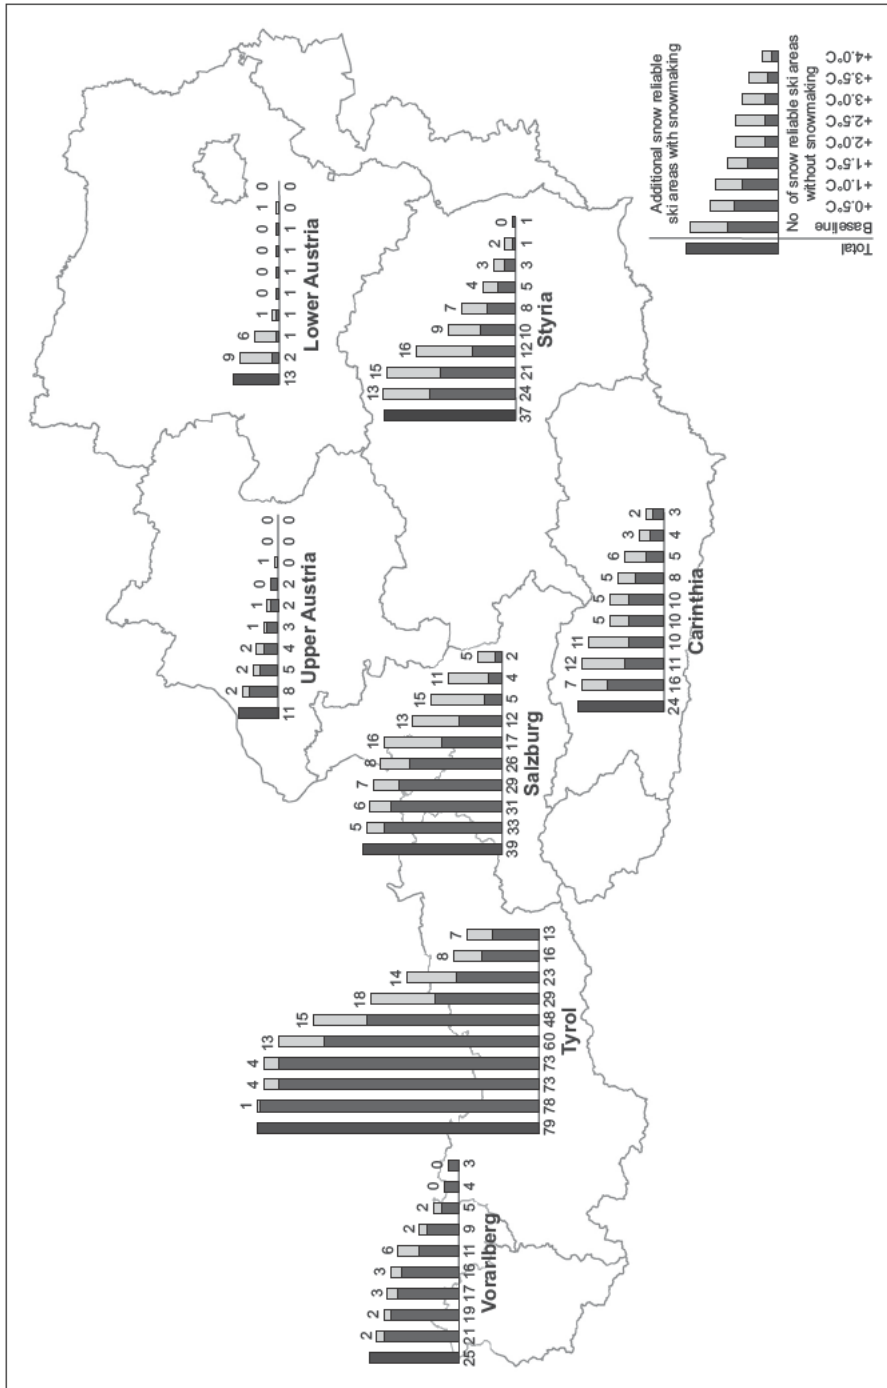 2 2 3 3 6 2 2 0 0
25 21 19 17 16 11 9 5 4 3
Vorarlberg
1 4 4 13 15 18 14 8 7
79 78 73 73 60 48 29 23 16 13
Tyrol
5 6 7 8 16 13 15 11 5
39 33 31 29 26 17 12 5 4 2
Salzburg
2 2 2 1 1 0 1 0 0
11 8 5 4 3 2 2 0 0 0
Upper Austria
9 6 1 0 0 0 0 1 0
13 2 1 1 1 1 1 1 0 0
Lower Austria
13 15 16 9 7 4 3 2 0
37 24 21 12 10 8 5 3 1 1
Styria
7 12 11 5 5 5 6 3 2
24 16 11 10 10 10 8 5 4 3
Carinthia
Additional snow reliable
ski areas with snowmaking
No of snow reliable ski areas
without snowmaking
Total
Baseline
+0.5°C
+1.0°C
+1.5°C
+2.0°C
+2.5°C
+3.0°C
+3.5°C
+4.0°C